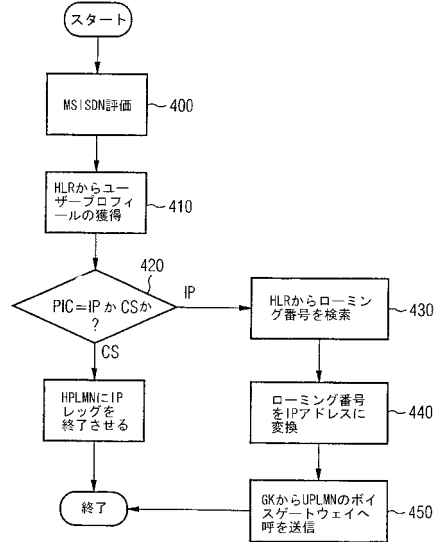 スタート
MSISDN評価
400
HLRからユー
ザープロフィ
ールの獲得
410
420
PIC=IP か CSか
?
IP
CS
HLRからローミン
グ番号を検索
430
HPLMNにIP
レッグを
終了させる
ローミング番号
をIPアドレスに
変換
440
GKからUPLMNのボイ
スゲートウェイへ
呼を送信
450
終了